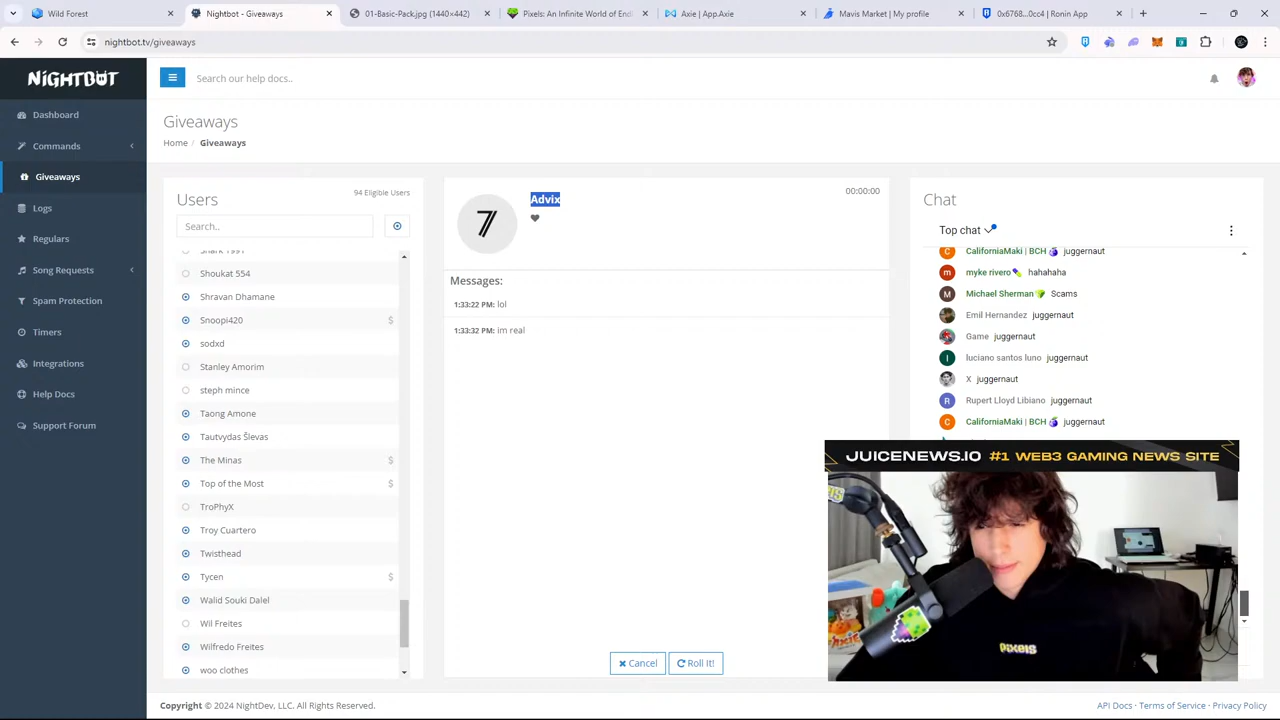 Wild Forest
Nightbot - Giveaways
01-Basic-Pack.jpg (1440×442)
Pixels: An Infinite World of End
Axie | App.Axie
Mavis Market | My profile
0x6768...0cc4 | Ronin App
nightbot.tv/giveaways
NIGHTBOT
Search our help docs..
Dashboard
Commands
Giveaways
Logs
Regulars
Song Requests
Spam Protection
Timers
Integrations
Help Docs
Support Forum
Giveaways
Home / Giveaways
Users
94 Eligible Users
Search..
Shark 1991
Shoukat 554
Shravan Dhamane
Snoopi420 $
sodxd
Stanley Amorim
steph mince
Taong Amone
Tautvydas Šlevas
The Minas $
Top of the Most $
TroPhyX
Troy Cuartero
Twisthead
Tycen $
Walid Souki Dalel
Wil Freites
Wilfredo Freites
woo clothes
Advix
00:00:00
Messages:
1:33:22 PM: lol
1:33:32 PM: im real
Cancel
Roll It!
Chat
Top chat
CaliforniaMaki | BCH juggernaut
myke rivero hahahaha
Michael Sherman Scams
Emil Hernandez juggernaut
Game juggernaut
luciano santos luno juggernaut
X juggernaut
Rupert Lloyd Libiano juggernaut
CaliforniaMaki | BCH juggernaut
JUICENEWS.IO #1 WEB3 GAMING NEWS SITE
pixels
Copyright © 2024 NightDev, LLC. All Rights Reserved.
API Docs · Terms of Service · Privacy Policy